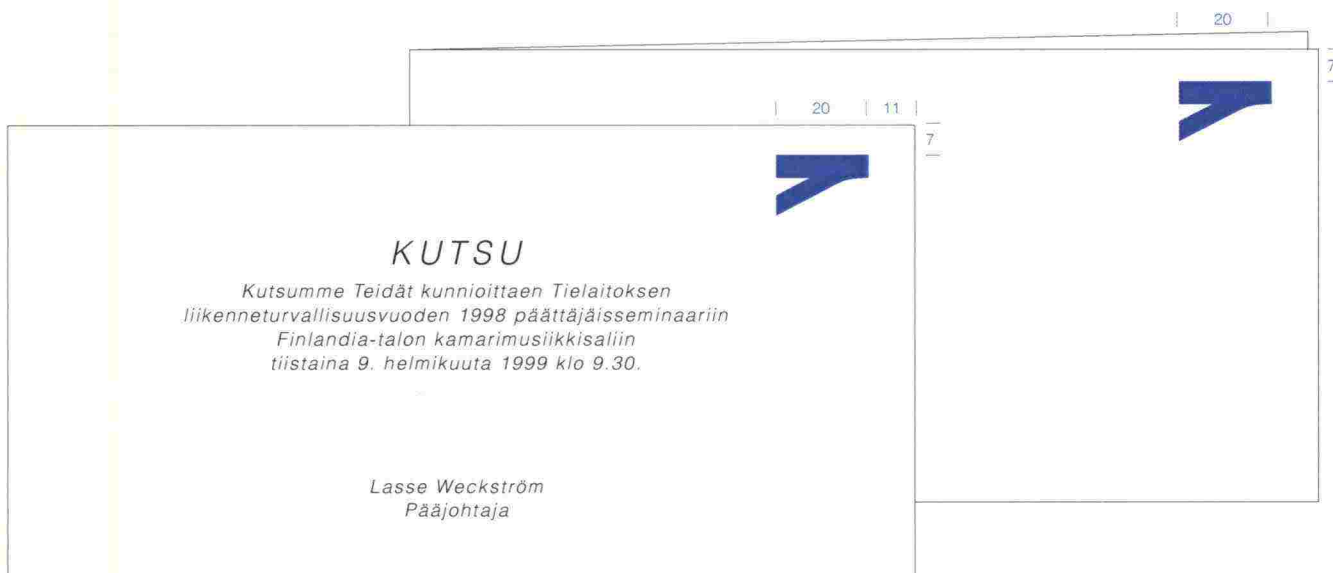 20
7
20 11
7
KUTSU
Kutsumme Teidät kunnioittaen Tielaitoksen
liikenneturvallisuusvuoden 1998 päättäjäisseminaariin
Finlandia-talon kamarimusiikkisaliin
tiistaina 9. helmikuuta 1999 klo 9.30.
Lasse Weckström
Pääjohtaja